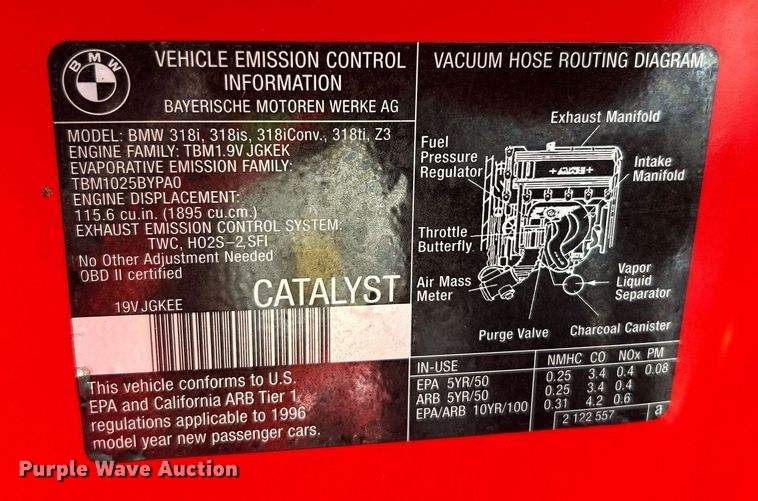 BMW
VEHICLE EMISSION CONTROL
INFORMATION
BAYERISCHE MOTOREN WERKE AG
MODEL: BMW 318i, 318is, 318iConv., 318ti, Z3
ENGINE FAMILY: TBM1.9VJGKEK
EVAPORATIVE EMISSION FAMILY:
TBM1025BYPA0
ENGINE DISPLACEMENT:
115.6 cu.in. (1895 cu.cm.)
EXHAUST EMISSION CONTROL SYSTEM:
TWC, HO2S-2,SFI
No Other Adjustment Needed
OBD II certified
CATALYST
19VJGKEE
This vehicle conforms to U.S.
EPA and California ARB Tier 1
regulations applicable to 1996
model year new passenger cars.
VACUUM HOSE ROUTING DIAGRAM
Exhaust Manifold
Fuel
Pressure
Regulator
Intake
Manifold
Throttle
Butterfly
Air Mass
Meter
Vapor
Liquid
Separator
Purge Valve
Charcoal Canister
IN-USE NMHC CO NOx PM
EPA 5YR/50 0.25 3.4 0.4 0.08
ARB 5YR/50 0.25 3.4 0.4
EPA/ARB 10YR/100 0.31 4.2 0.6
2 122 557 a
Purple Wave Auction